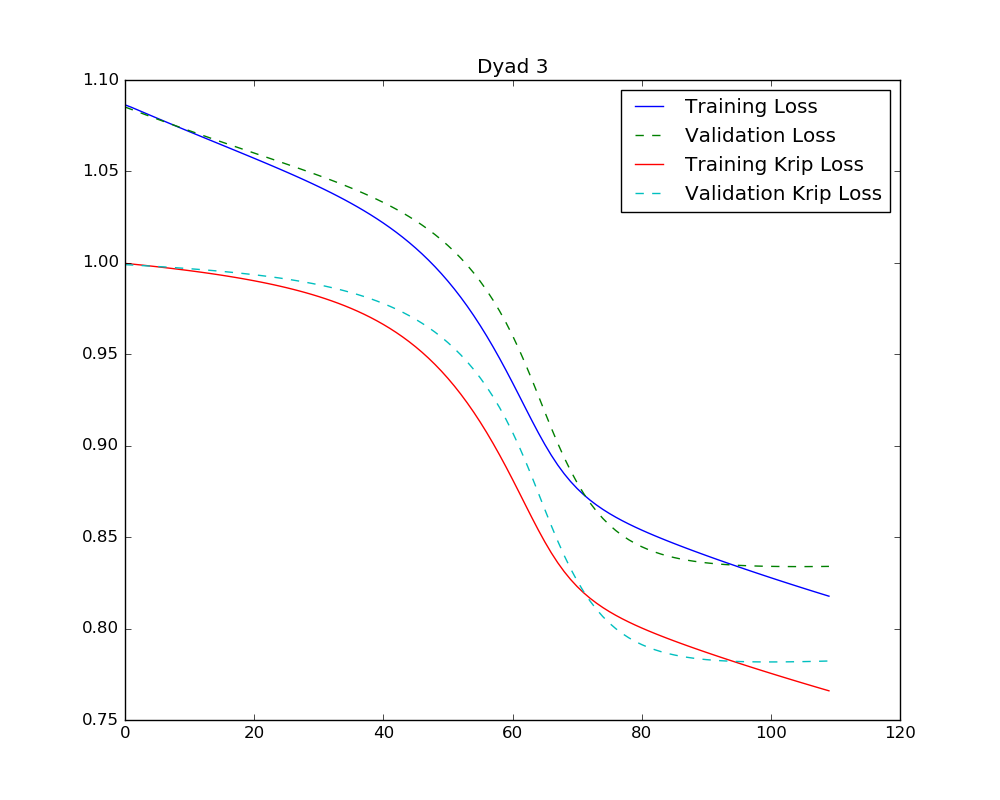 Dyad 3
1.10
1.05
1.00
0.95
0.90
0.85
0.80
0.75
0 20 40 60 80 100 120
Training Loss
Validation Loss
Training Krip Loss
Validation Krip Loss